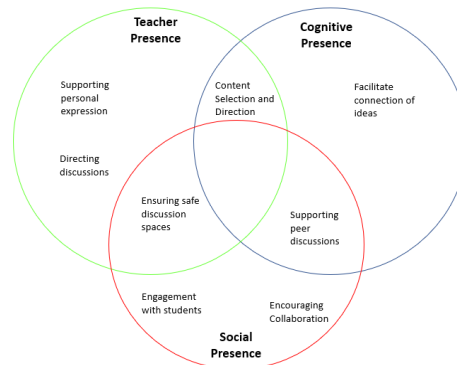 Teacher
Presence
Cognitive
Presence
Supporting
personal
expression
Content
Selection and
Direction
Facilitate
connection of
ideas
Directing
discussions
Ensuring safe
discussion
spaces
Supporting
peer
discussions
Engagement
with students
Encouraging
Collaboration
Social
Presence